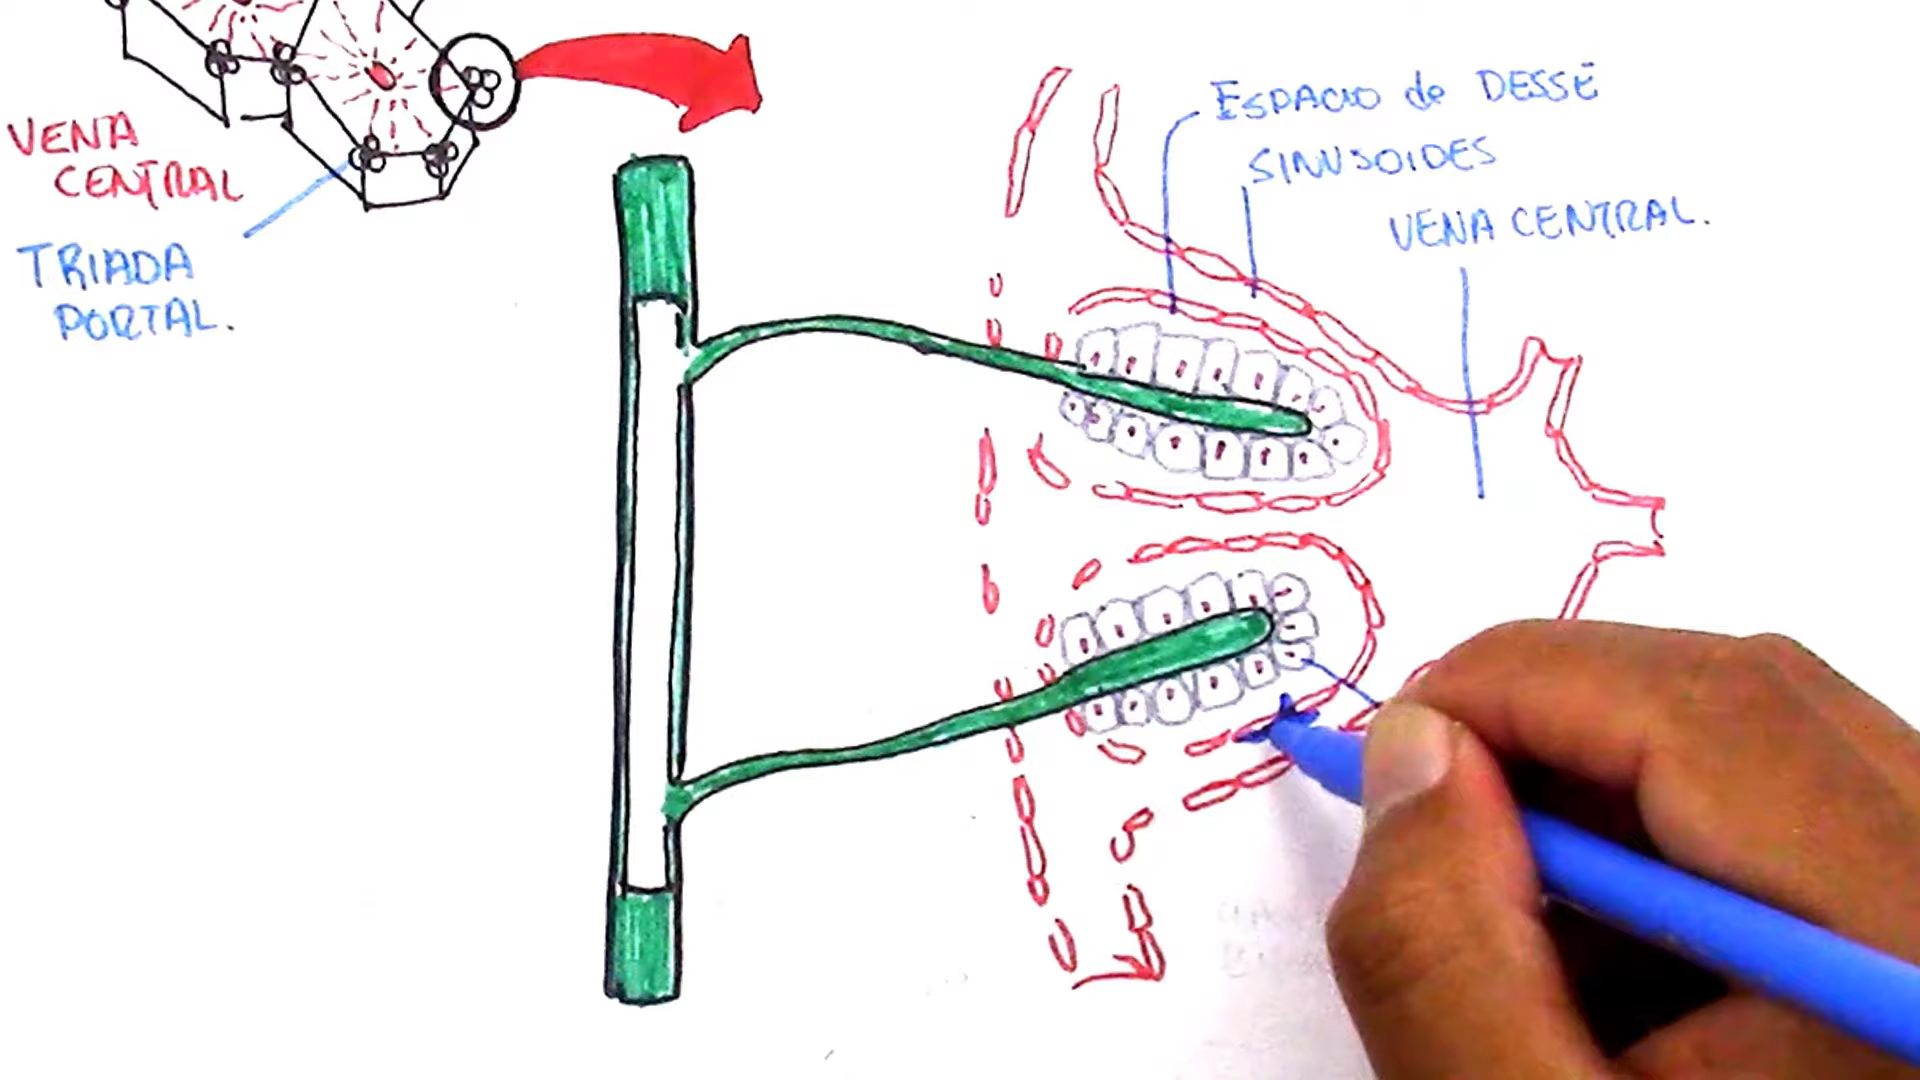 VENA
CENTRAL
TRIADA
PORTAL.
ESPACIO de DESSE
SINUSOIDES
VENA CENTRAL.